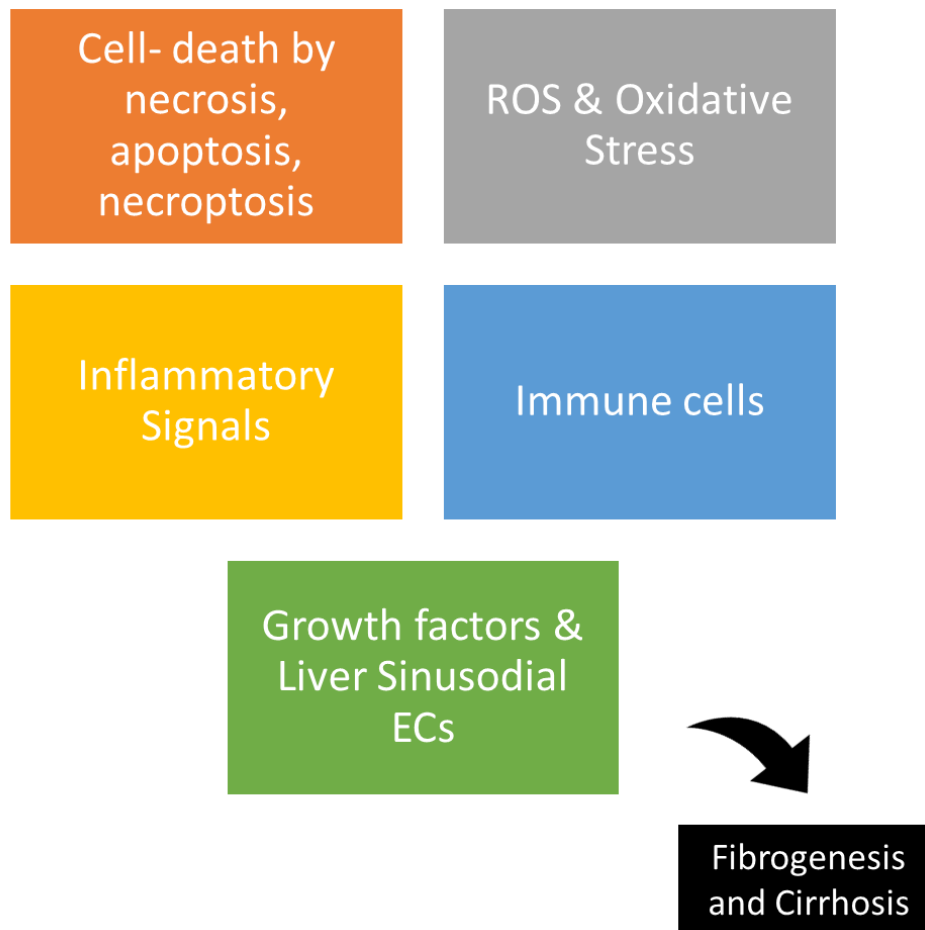 Cell- death by
necrosis,
apoptosis,
necroptosis
ROS & Oxidative
Stress
Inflammatory
Signals
Immune cells
Growth factors &
Liver Sinusodial
ECs
Fibrogenesis
and Cirrhosis